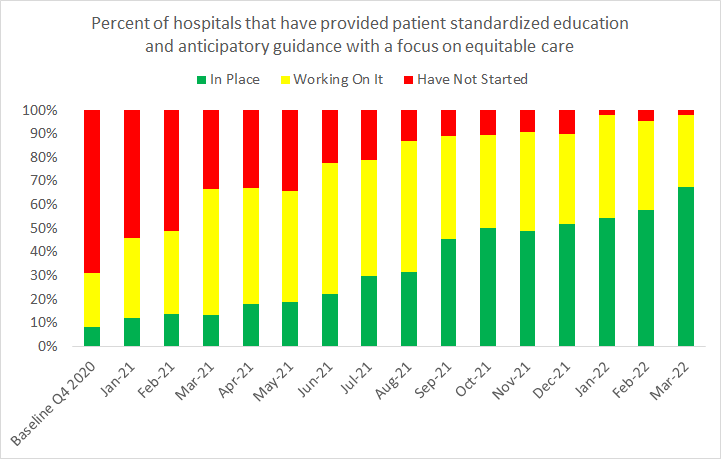 Percent of hospitals that have provided patient standardized education
and anticipatory guidance with a focus on equitable care
In Place Working On It Have Not Started
100%
90%
80%
70%
60%
50%
40%
30%
20%
10%
0%
Baseline Q4 2020
Jan-21
Feb-21
Mar-21
Apr-21
May-21
Jun-21
Jul-21
Aug-21
Sep-21
Oct-21
Nov-21
Dec-21
Jan-22
Feb-22
Mar-22